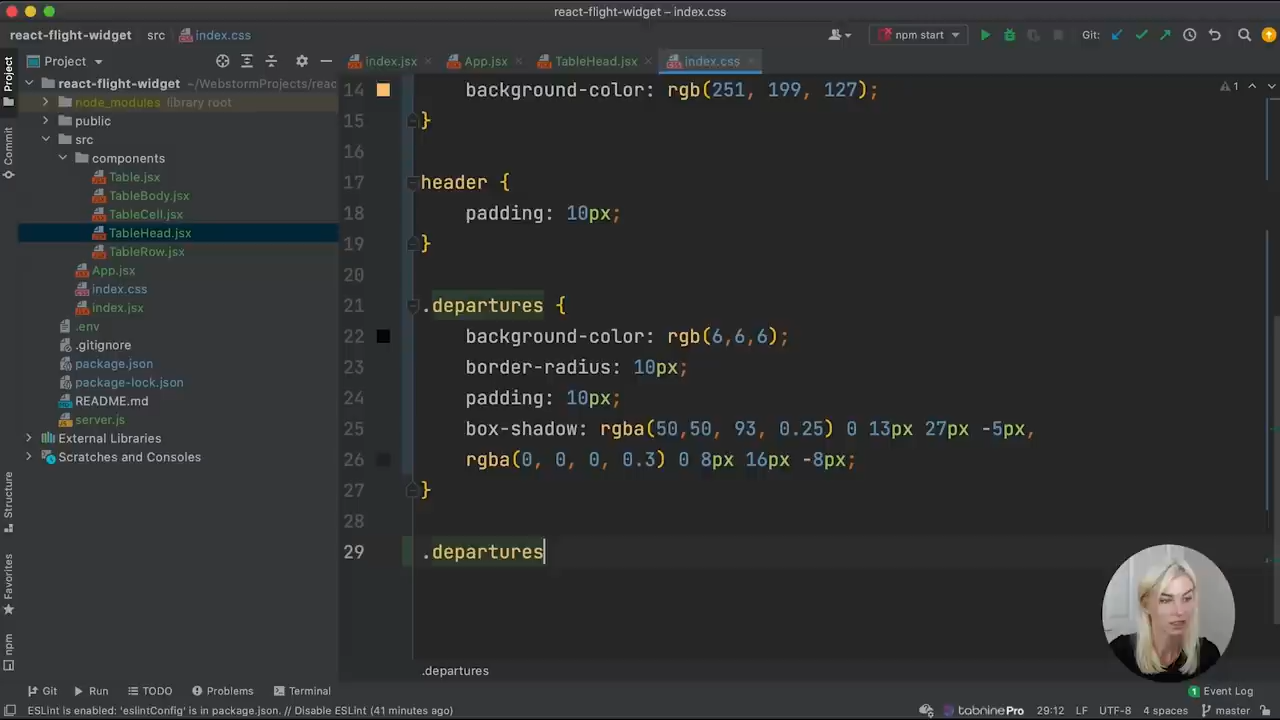 react-flight-widget – index.css
react-flight-widget src index.css npm start Git:
Project index.jsx App.jsx TableHead.jsx index.css
react-flight-widget ~/WebstormProjects/reac
node_modules library root
public
src
components
Table.jsx
TableBody.jsx
TableCell.jsx
TableHead.jsx
TableRow.jsx
App.jsx
index.css
index.jsx
.env
.gitignore
package.json
package-lock.json
README.md
server.js
External Libraries
Scratches and Consoles
Project
Commit
Structure
Favorites
npm
14 background-color: rgb(251, 199, 127);
15 }
16
17 header {
18 padding: 10px;
19 }
20
21 .departures {
22 background-color: rgb(6,6,6);
23 border-radius: 10px;
24 padding: 10px;
25 box-shadow: rgba(50,50, 93, 0.25) 0 13px 27px -5px,
26 rgba(0, 0, 0, 0.3) 0 8px 16px -8px;
27 }
28
29 .departures
1
.departures
Git Run TODO Problems Terminal 1 Event Log
ESLint is enabled: 'eslintConfig' is in package.json. // Disable ESLint (41 minutes ago) tabninePro 29:12 LF UTF-8 4 spaces master